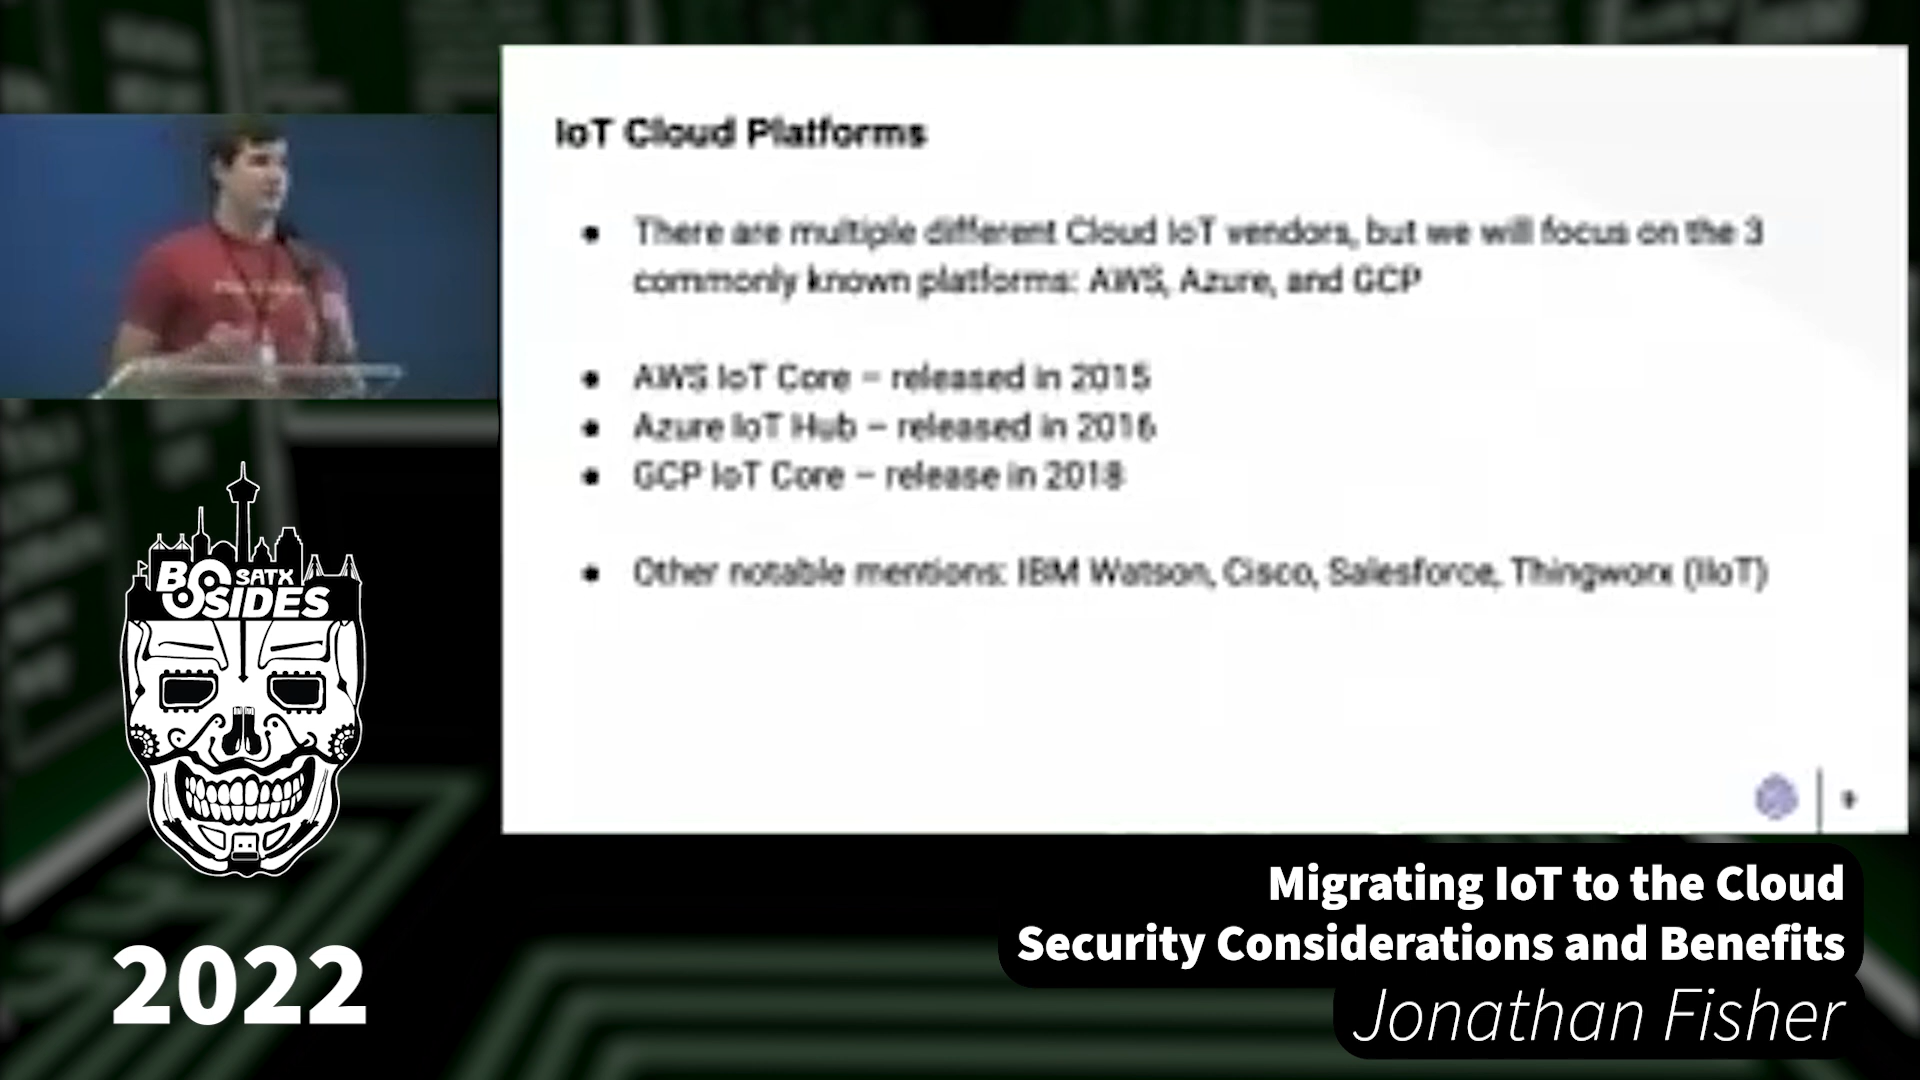 IoT Cloud Platforms
● There are multiple different Cloud IoT vendors, but we will focus on the 3
commonly known platforms: AWS, Azure, and GCP
● AWS IoT Core – released in 2015
● Azure IoT Hub – released in 2016
● GCP IoT Core – release in 2018
● Other notable mentions: IBM Watson, Cisco, Salesforce, Thingworx (IIoT)
9
BSIDES
SATX
2022
Migrating IoT to the Cloud
Security Considerations and Benefits
Jonathan Fisher